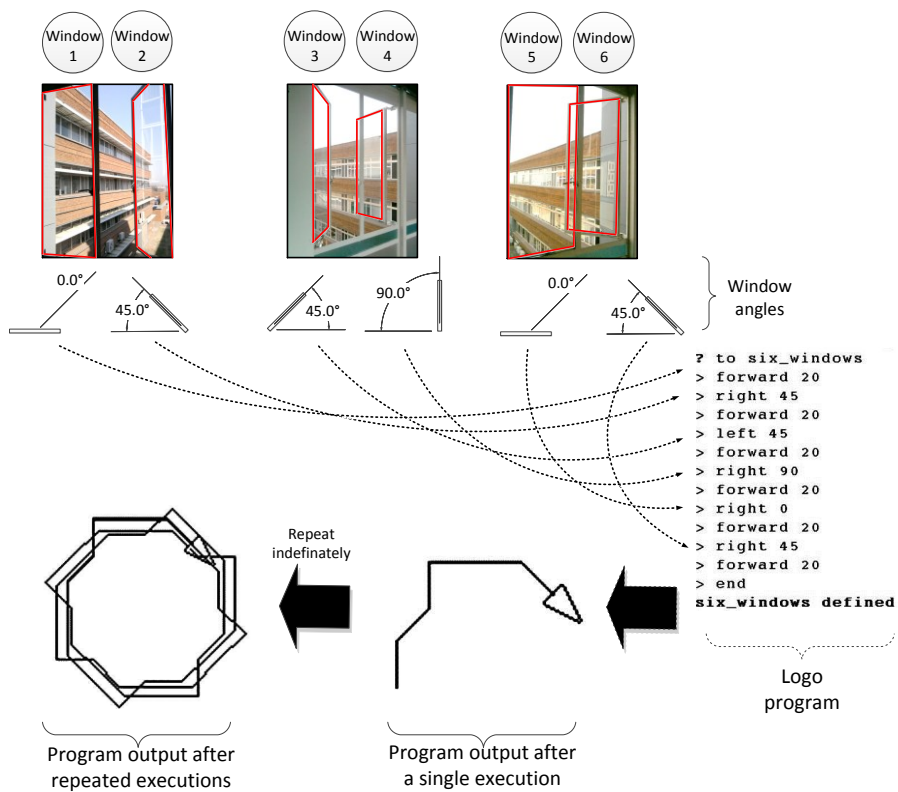 Window 1
Window 2
Window 3
Window 4
Window 5
Window 6
0.0°
45.0°
45.0°
90.0°
0.0°
45.0°
Window
angles
? to six_windows
> forward 20
> right 45
> forward 20
> left 45
> forward 20
> right 90
> forward 20
> right 0
> forward 20
> right 45
> forward 20
> end
six_windows defined
Repeat
indefinately
Logo
program
Program output after
repeated executions
Program output after
a single execution